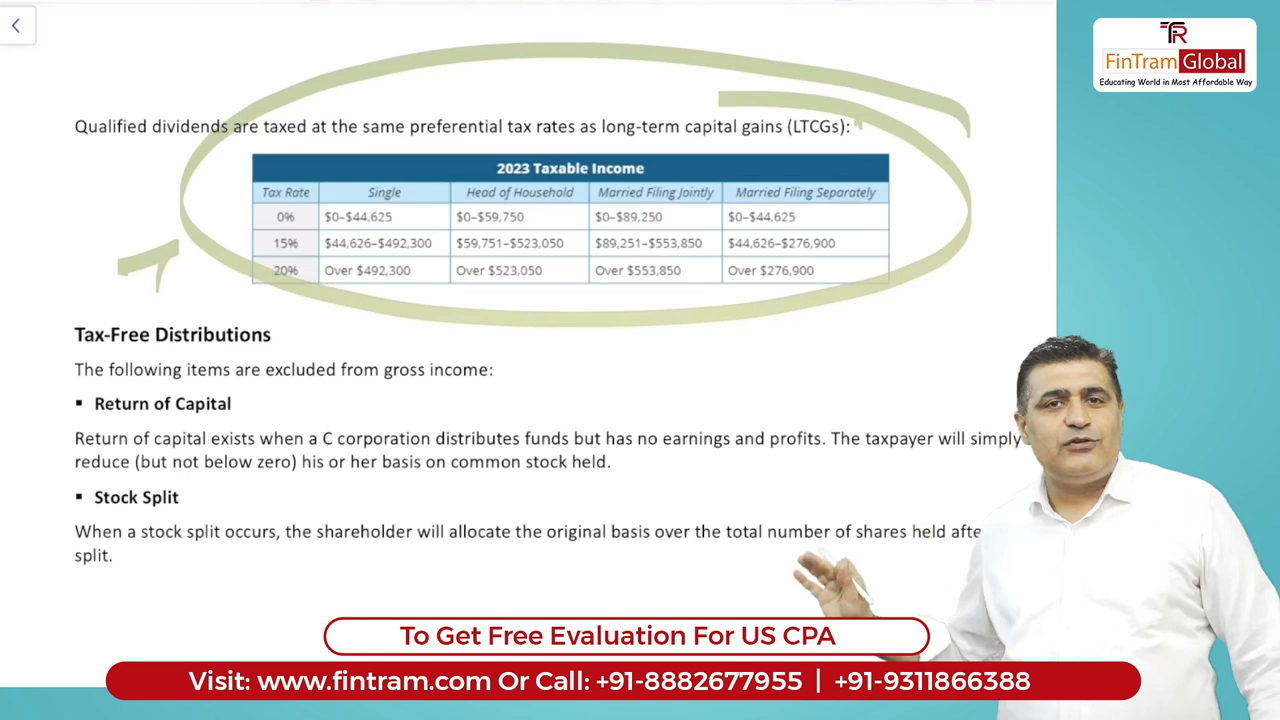 TR
FinTram Global
Educating World in Most Affordable Way
Qualified dividends are taxed at the same preferential tax rates as long-term capital gains (LTCGs):
2023 Taxable Income
Tax Rate Single Head of Household Married Filing Jointly Married Filing Separately
0% $0–$44,625 $0–$59,750 $0–$89,250 $0–$44,625
15% $44,626–$492,300 $59,751–$523,050 $89,251–$553,850 $44,626–$276,900
20% Over $492,300 Over $523,050 Over $553,850 Over $276,900
Tax-Free Distributions
The following items are excluded from gross income:
▪ Return of Capital
Return of capital exists when a C corporation distributes funds but has no earnings and profits. The taxpayer will simply
reduce (but not below zero) his or her basis on common stock held.
▪ Stock Split
When a stock split occurs, the shareholder will allocate the original basis over the total number of shares held afte
split.
To Get Free Evaluation For US CPA
Visit: www.fintram.com Or Call: +91-8882677955 | +91-9311866388